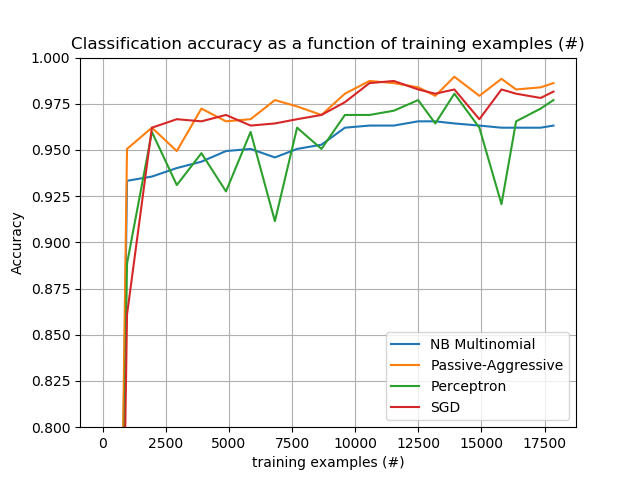 Classification accuracy as a function of training examples (#)
1.000
0.975
0.950
0.925
0.900
0.875
0.850
0.825
0.800
Accuracy
NB Multinomial
Passive-Aggressive
Perceptron
SGD
0 2500 5000 7500 10000 12500 15000 17500
training examples (#)